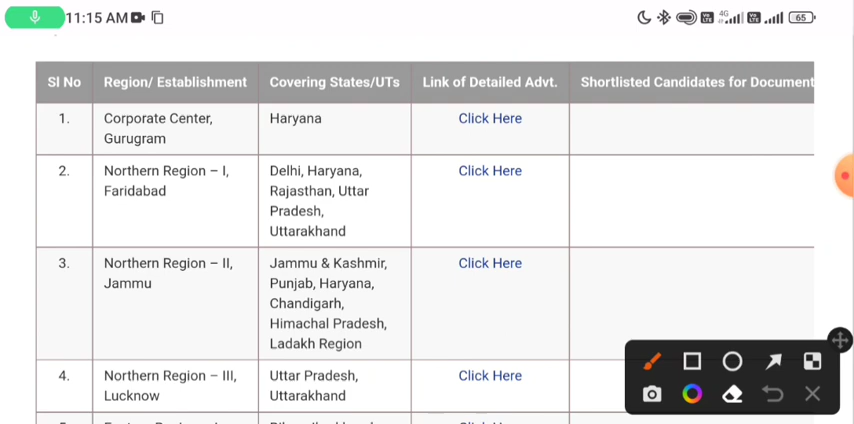 11:15 AM
4G
65
Sl No Region/ Establishment Covering States/UTs Link of Detailed Advt. Shortlisted Candidates for Document
1. Corporate Center, Haryana Click Here
Gurugram
2. Northern Region – I, Delhi, Haryana, Click Here
Faridabad Rajasthan, Uttar
Pradesh,
Uttarakhand
3. Northern Region – II, Jammu & Kashmir, Click Here
Jammu Punjab, Haryana,
Chandigarh,
Himachal Pradesh,
Ladakh Region
4. Northern Region – III, Uttar Pradesh, Click Here
Lucknow Uttarakhand